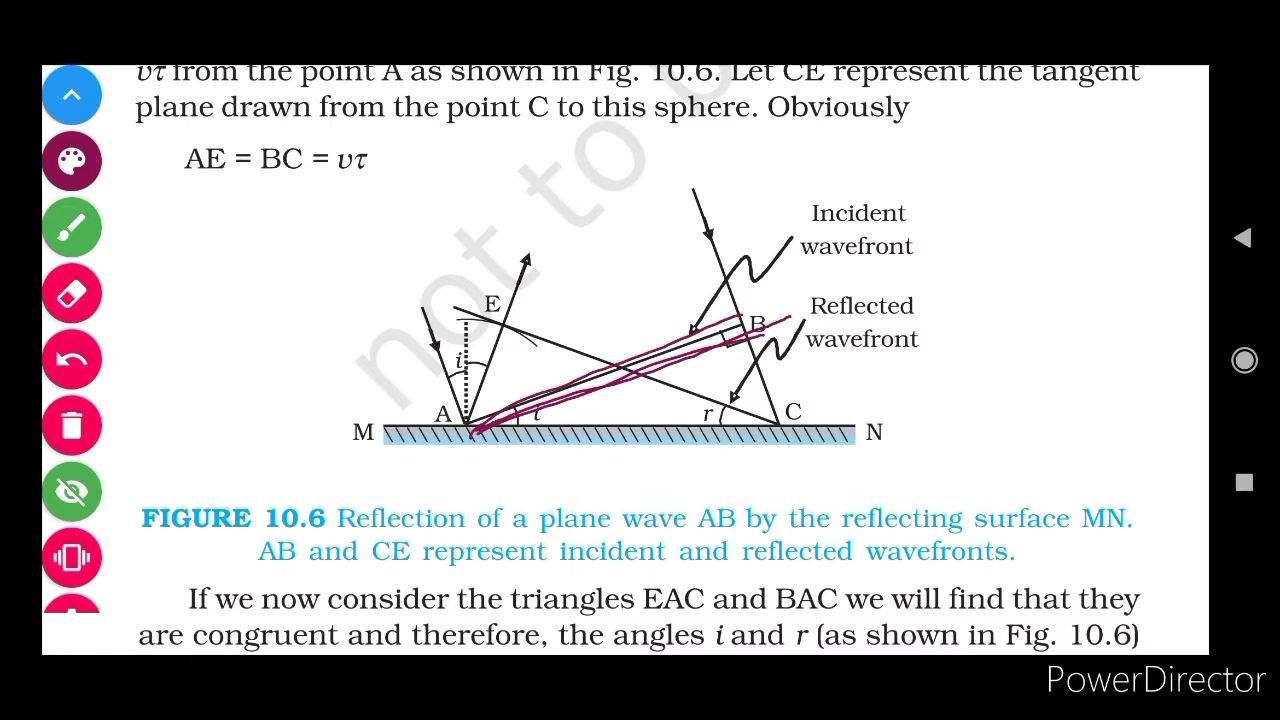 υτ from the point A as shown in Fig. 10.6. Let CE represent the tangent
plane drawn from the point C to this sphere. Obviously
AE = BC = υτ
not to
Incident
wavefront
E
Reflected
wavefront
B
i
A
i
r
C
M
N
FIGURE 10.6 Reflection of a plane wave AB by the reflecting surface MN.
AB and CE represent incident and reflected wavefronts.
If we now consider the triangles EAC and BAC we will find that they
are congruent and therefore, the angles i and r (as shown in Fig. 10.6)
PowerDirector